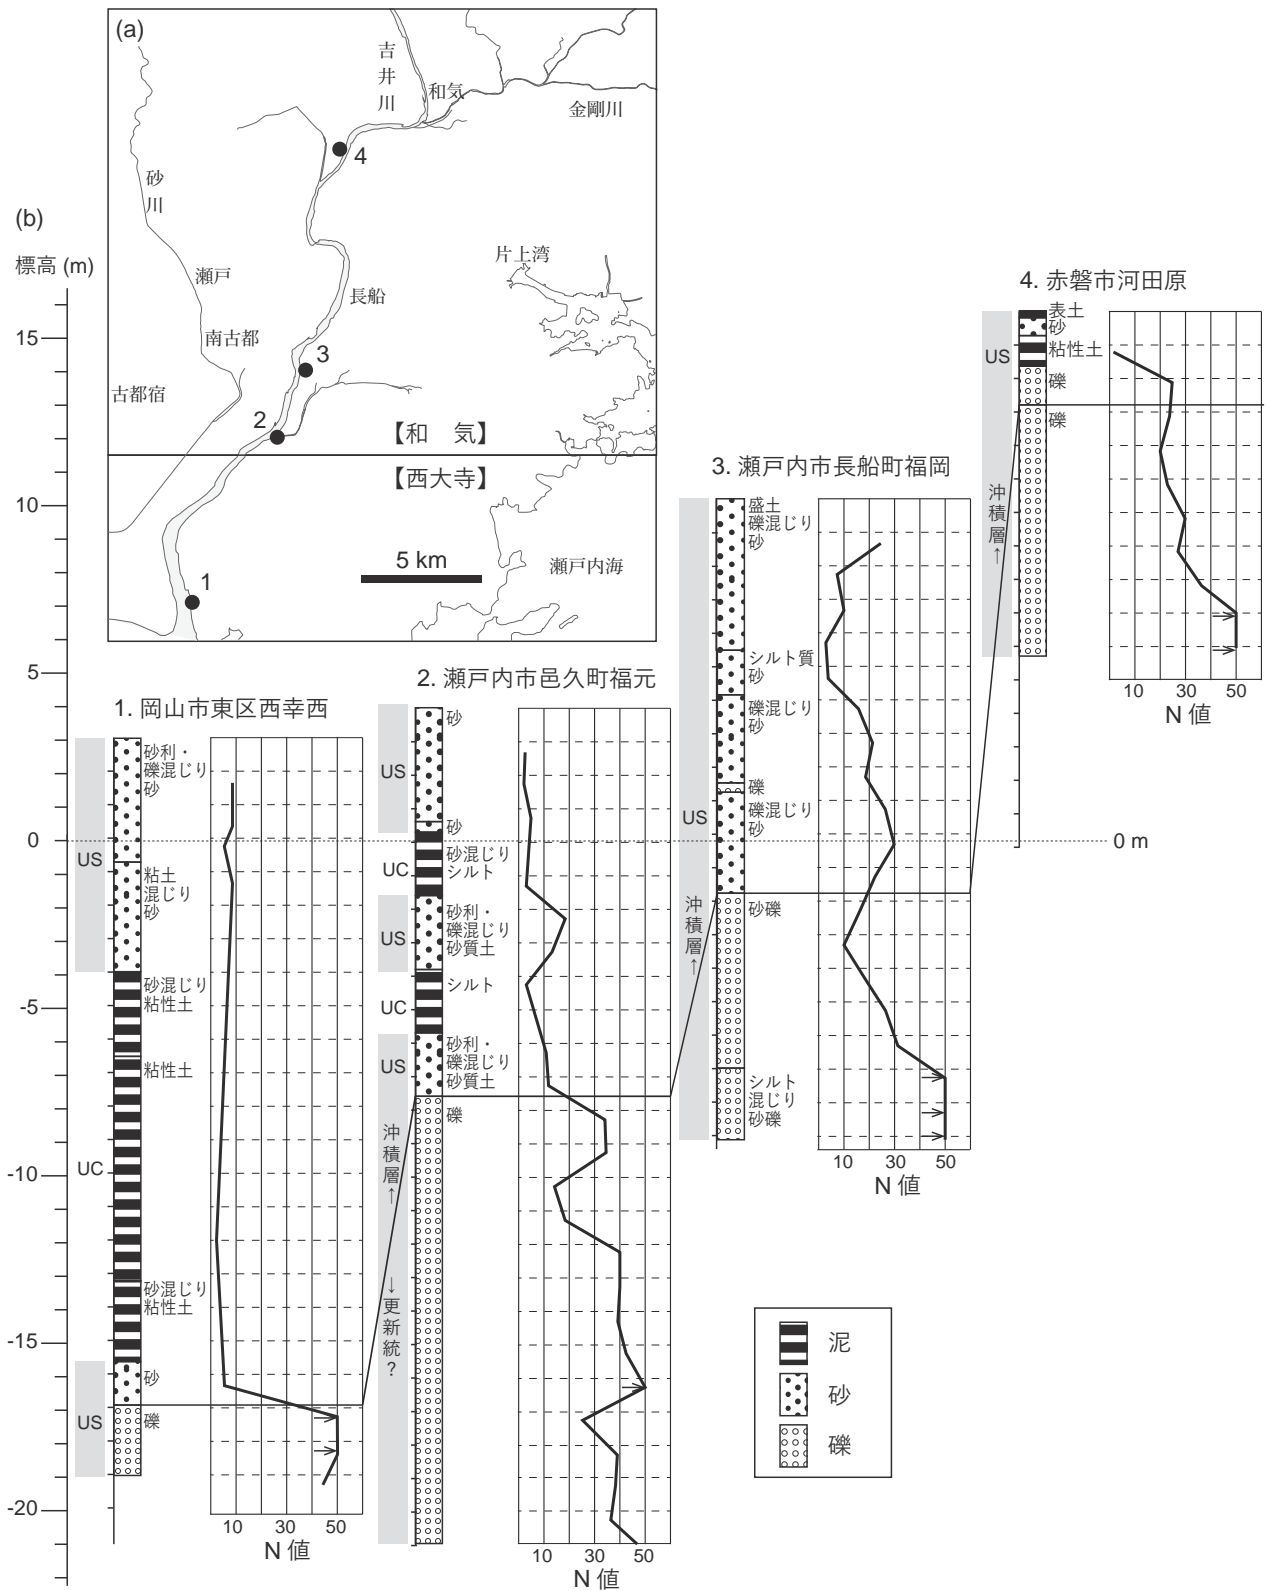 (a)
吉井川
和気
金剛川
4
砂川
片上湾
瀬戸
長船
南古都
3
古都宿
2
【和　気】
【西大寺】
5 km
瀬戸内海
1
(b)
標高 (m)
15
10
5
0
-5
-10
-15
-20
1. 岡山市東区西幸西
砂利・
礫混じり
砂
US
粘土
混じり
砂
砂混じり
粘性土
粘性土
UC
砂混じり
粘性土
砂
US
礫
10 30 50
N 値
2. 瀬戸内市邑久町福元
砂
US
砂
UC
砂混じり
シルト
US
砂利・
礫混じり
砂質土
UC
シルト
US
砂利・
礫混じり
砂質土
礫
沖積層↑
↓更新統?
10 30 50
N 値
3. 瀬戸内市長船町福岡
盛土
礫混じり
砂
シルト質
砂
礫混じり
砂
礫
US
礫混じり
砂
沖積層↑
砂礫
シルト
混じり
砂礫
10 30 50
N 値
4. 赤磐市河田原
表土
砂
US
粘性土
礫
礫
沖積層↑
10 30 50
N 値
0 m
泥
砂
礫